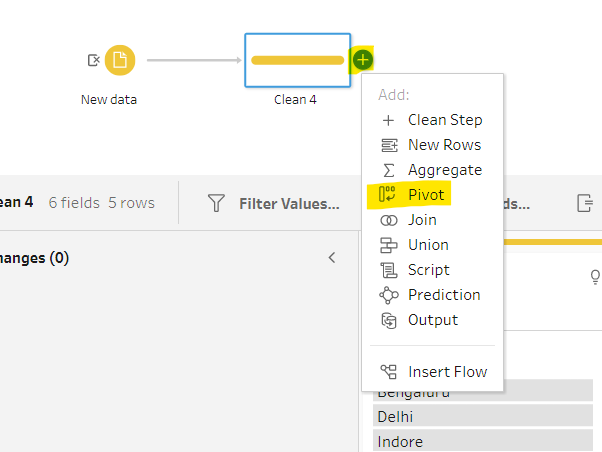 New data
Clean 4
Add:
Clean Step
New Rows
Aggregate
Pivot
Join
Union
Script
Prediction
Output
Insert Flow
ean 4 6 fields 5 rows
Filter Values...
ds...
hanges (0)
Bengaluru
Delhi
Indore